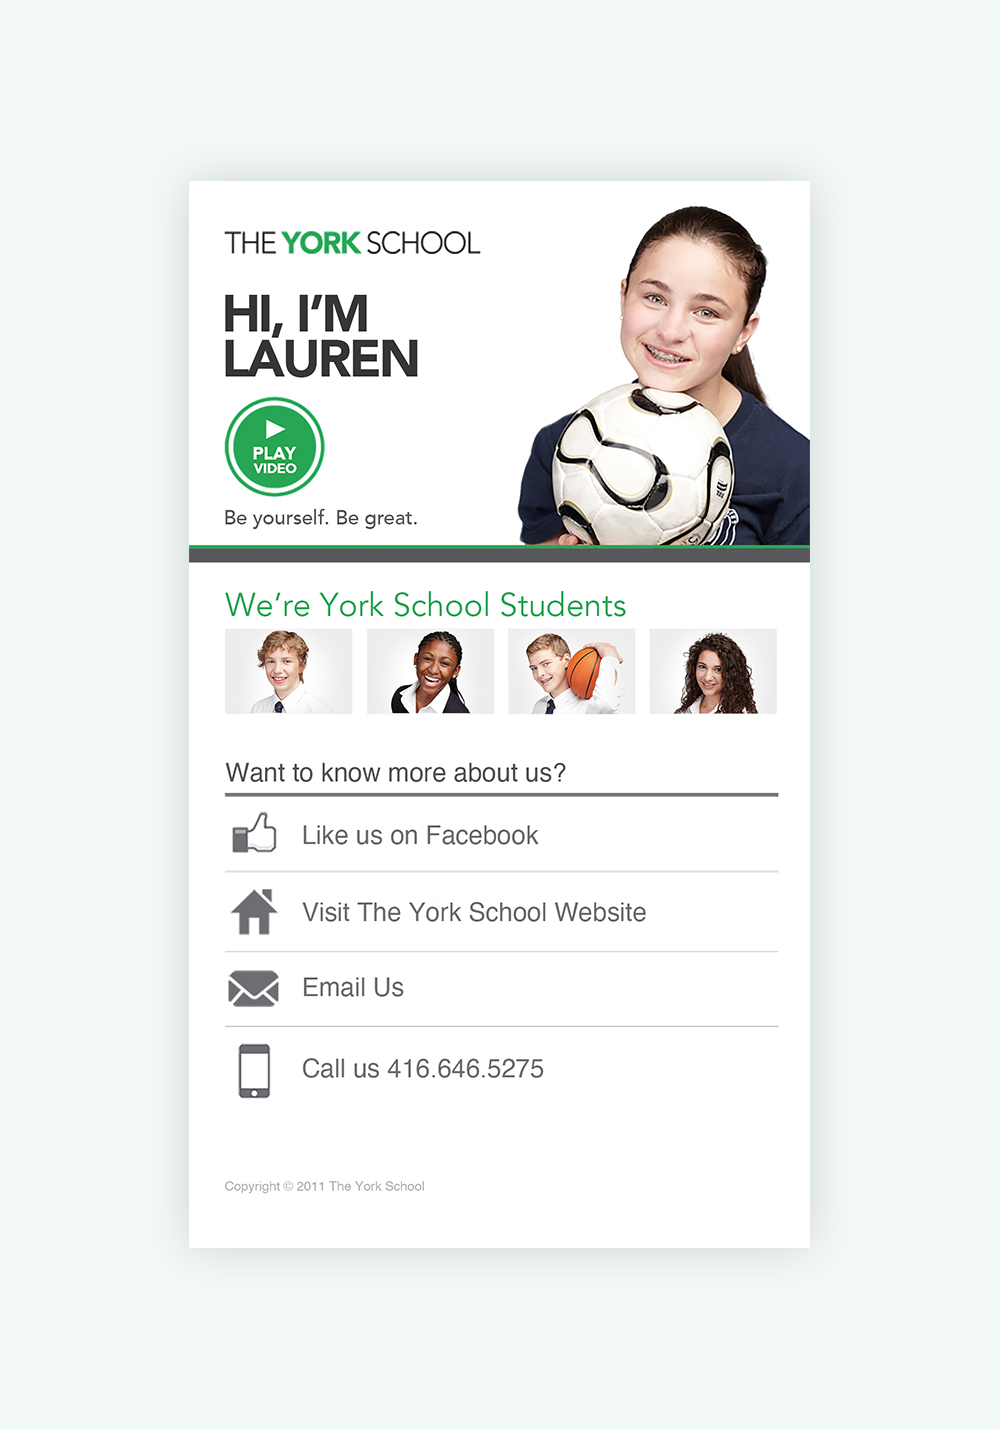 THE YORK SCHOOL
HI, I'M
LAUREN
PLAY
VIDEO
Be yourself. Be great.
We're York School Students
Want to know more about us?
Like us on Facebook
Visit The York School Website
Email Us
Call us 416.646.5275
Copyright © 2011 The York School